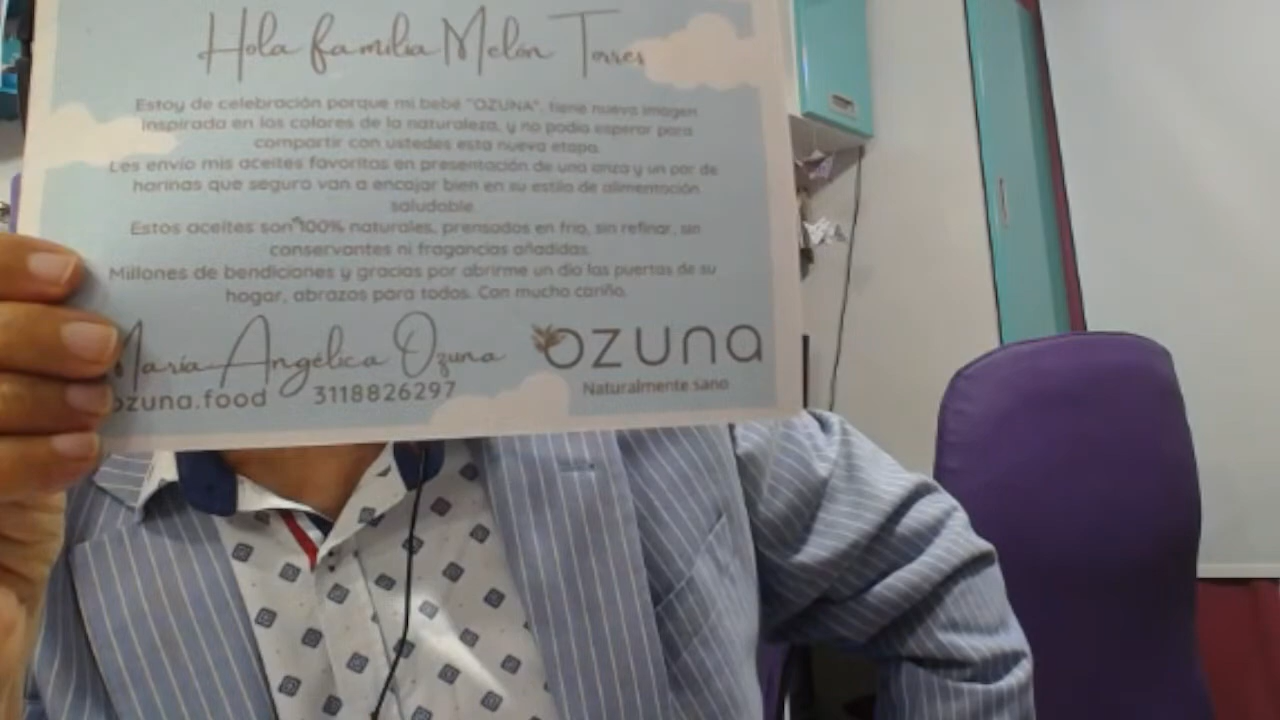 Hola familia Melón Torres
Estoy de celebración porque mi bebé "OZUNA", tiene nueva imagen
inspirada en los colores de la naturaleza, y no podía esperar para
compartir con ustedes esta nueva etapa.
Les envío mis aceites favoritos en presentación de una onza y un par de
harinas que seguro van a encajar bien en su estilo de alimentación
saludable
Estos aceites son 100% naturales, prensados en frío, sin refinar, sin
conservantes ni fragancias añadidas.
Millones de bendiciones y gracias por abrirme un día las puertas de su
hogar, abrazos para todos. Con mucho cariño,
María Angélica Ozuna
ozuna.food 3118826297
ozuna
Naturalmente sano